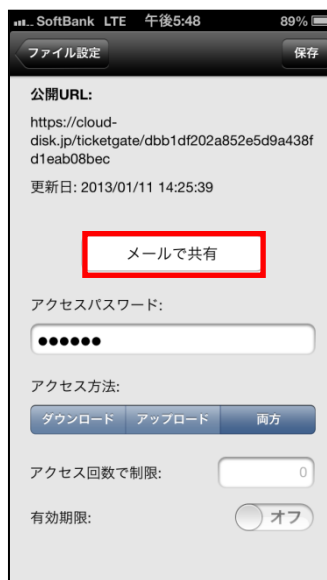 SoftBank LTE 午後5:48 89%
ファイル設定 保存
公開URL:
https://cloud-
disk.jp/ticketgate/dbb1df202a852e5d9a438f
d1eab08bec
更新日: 2013/01/11 14:25:39
メールで共有
アクセスパスワード:
●●●●●●
アクセス方法:
ダウンロード アップロード 両方
アクセス回数で制限: 0
有効期限: オフ